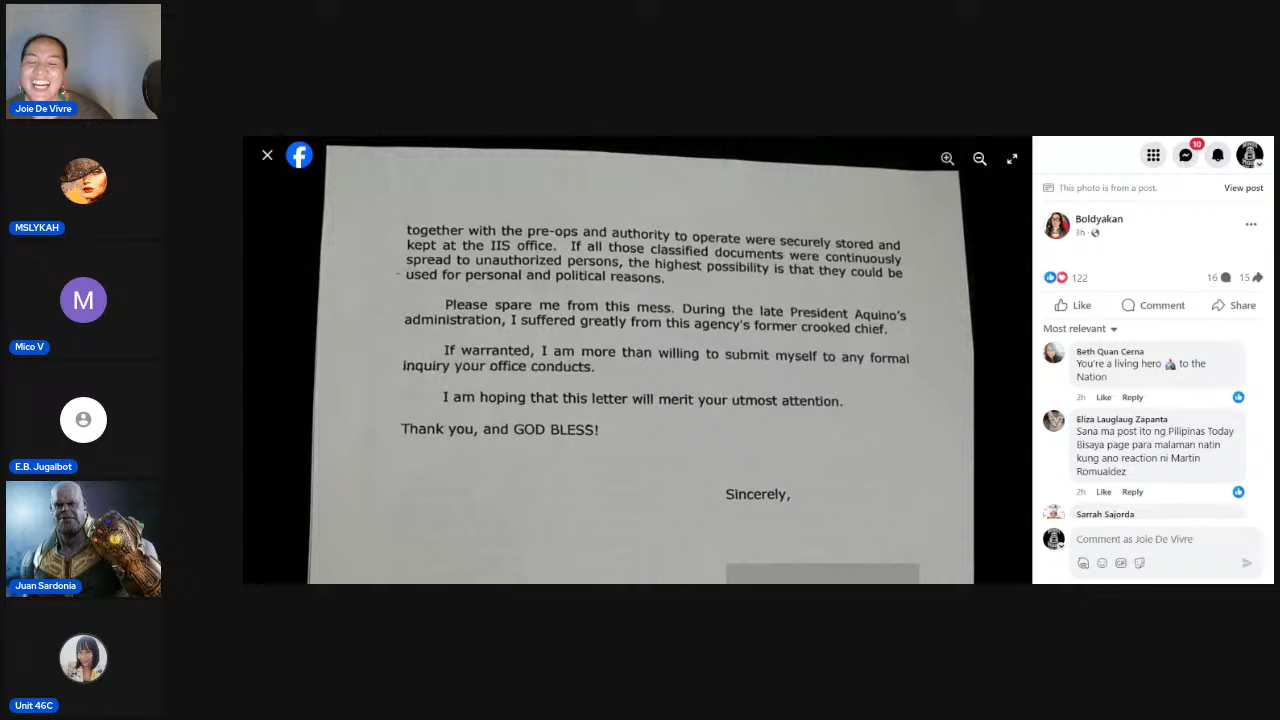 Joie De Vivre
MSLYKAH
M
Mico V
E.B. Jugalbot
Juan Sardonia
Unit 46C
together with the pre-ops and authority to operate were securely stored and
kept at the IIS office. If all those classified documents were continuously
spread to unauthorized persons, the highest possibility is that they could be
used for personal and political reasons.
Please spare me from this mess. During the late President Aquino's
administration, I suffered greatly from this agency's former crooked chief.
If warranted, I am more than willing to submit myself to any formal
inquiry your office conducts.
I am hoping that this letter will merit your utmost attention.
Thank you, and GOD BLESS!
Sincerely,
10
This photo is from a post.
View post
Boldyakan
3h
122
16
15
Like
Comment
Share
Most relevant
Beth Quan Cerna
You're a living hero to the
Nation
2h Like Reply
Eliza Lauglaug Zapanta
Sana ma post ito ng Pilipinas Today
Bisaya page para malaman natin
kung ano ang reaction ni Martin
Romualdez
2h Like Reply
Sarrah Sajorda
Comment as Joie De Vivre
GIF